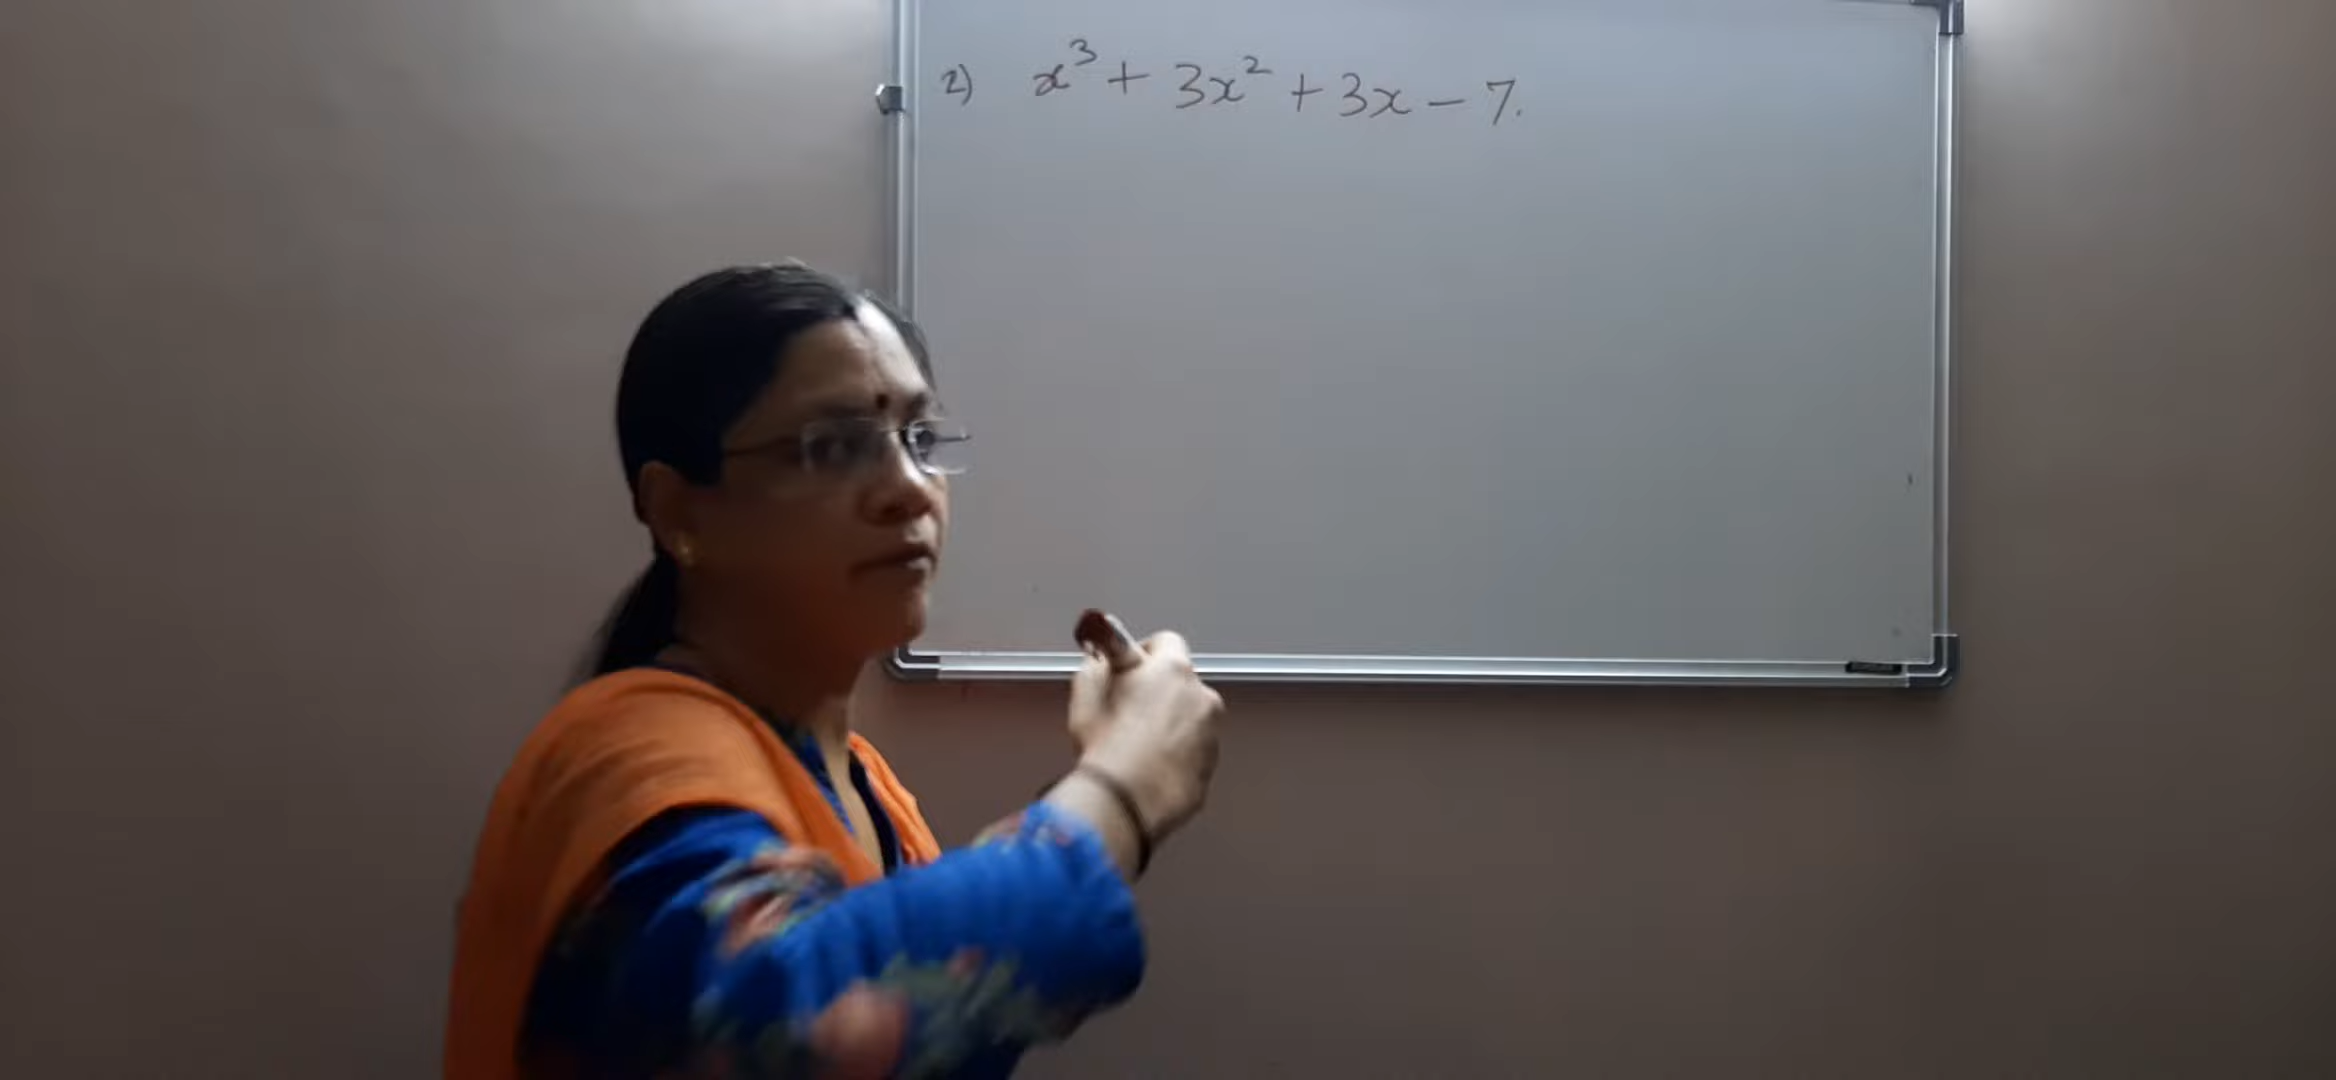 2) x³ + 3x² + 3x - 7.